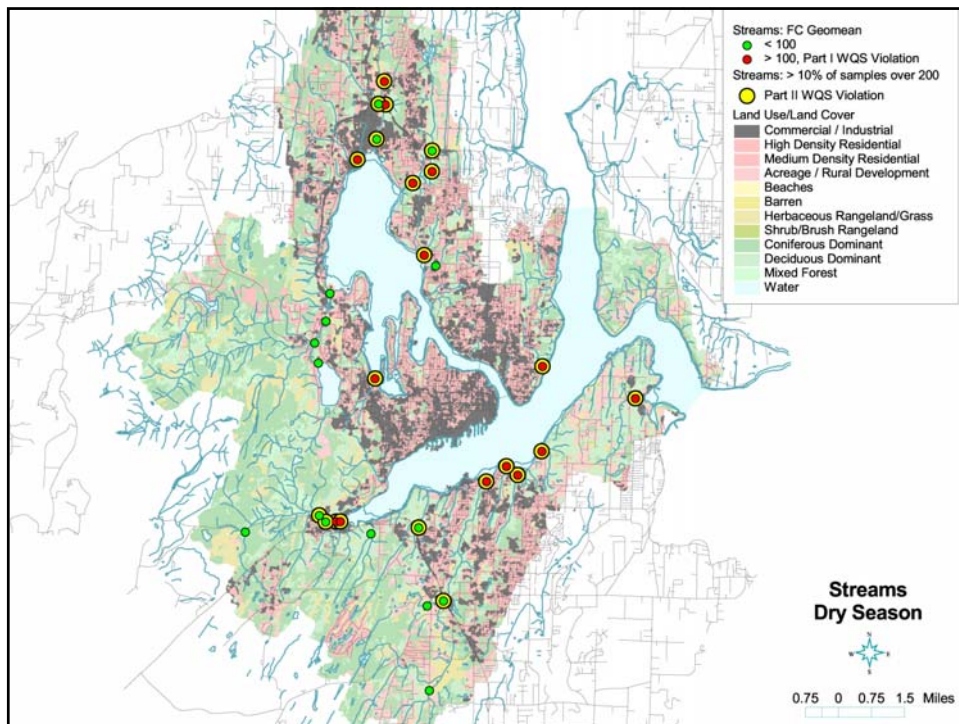 Streams: FC Geomean
< 100
> 100, Part I WQS Violation
Streams: > 10% of samples over 200
Part II WQS Violation
Land Use/Land Cover
Commercial / Industrial
High Density Residential
Medium Density Residential
Acreage / Rural Development
Beaches
Barren
Herbaceous Rangeland/Grass
Shrub/Brush Rangeland
Coniferous Dominant
Deciduous Dominant
Mixed Forest
Water
Streams
Dry Season
N
W E
S
0.75 0 0.75 1.5 Miles